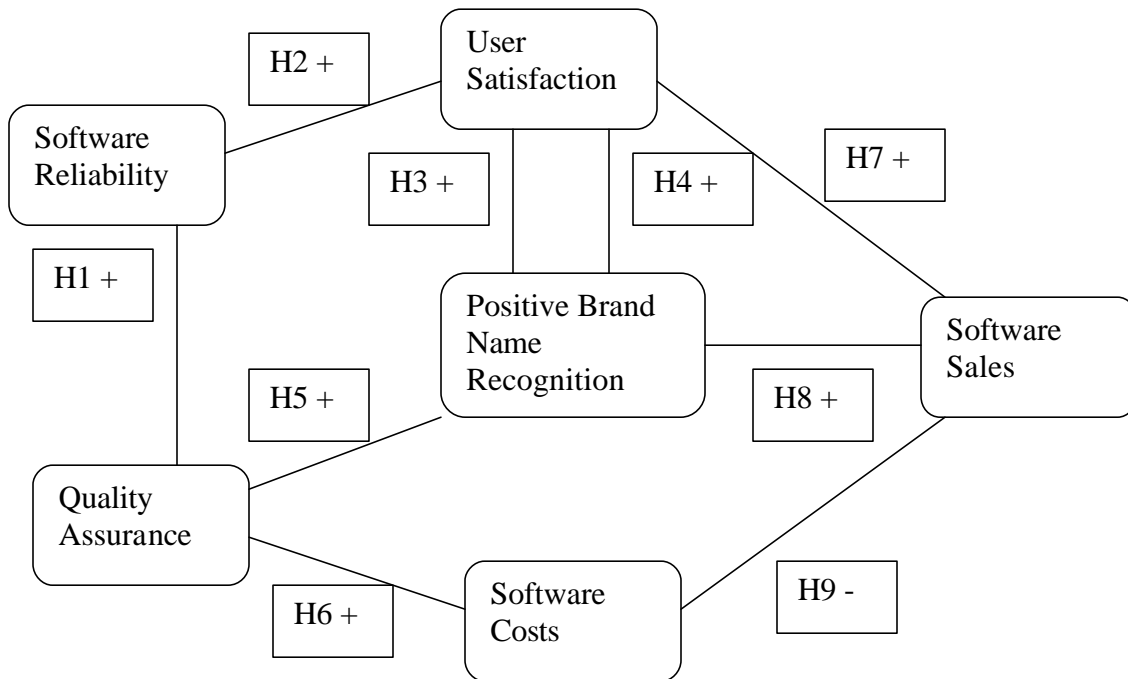 H2 +
User
Satisfaction
Software
Reliability
H3 +
H4 +
H7 +
H1 +
Positive Brand
Name
Recognition
Software
Sales
H5 +
H8 +
Quality
Assurance
H6 +
Software
Costs
H9 -